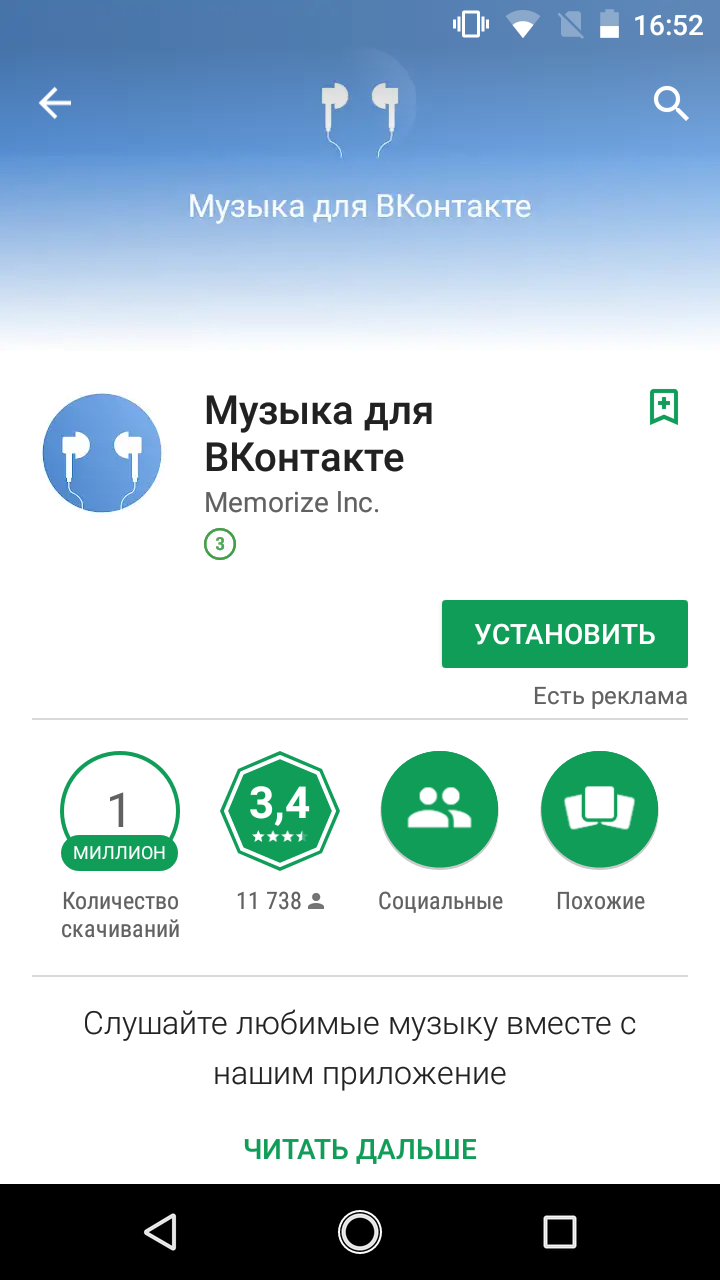 16:52
Музыка для ВКонтакте
Музыка для
ВКонтакте
Memorize Inc.
3
УСТАНОВИТЬ
Есть реклама
1
МИЛЛИОН
Количество
скачиваний
3,4
11 738
Социальные
Похожие
Слушайте любимые музыку вместе с
нашим приложение
ЧИТАТЬ ДАЛЬШЕ